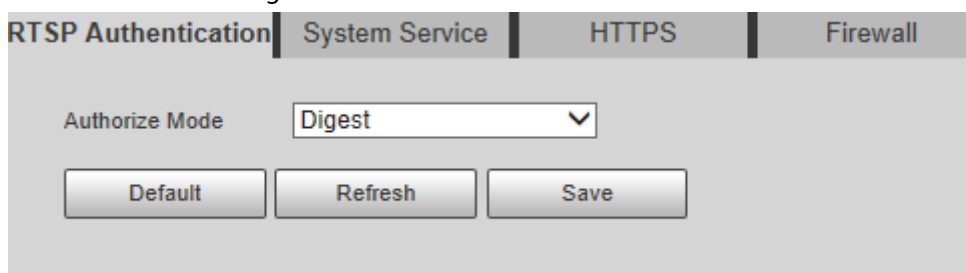 RTSP Authentication System Service HTTPS Firewall
Authorize Mode Digest
Default Refresh Save